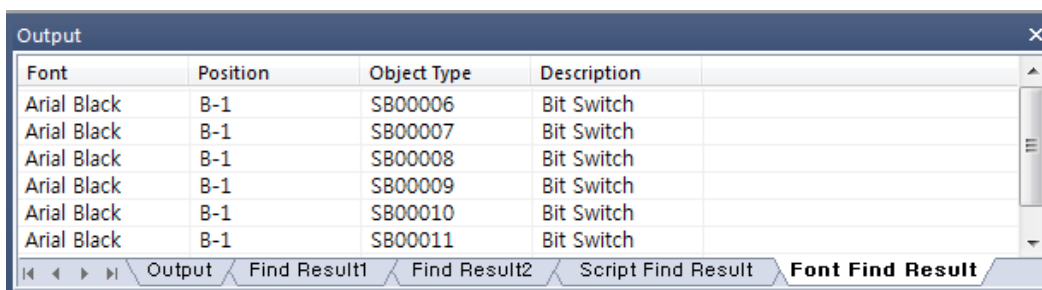 Output
Font Position Object Type Description
Arial Black B-1 SB00006 Bit Switch
Arial Black B-1 SB00007 Bit Switch
Arial Black B-1 SB00008 Bit Switch
Arial Black B-1 SB00009 Bit Switch
Arial Black B-1 SB00010 Bit Switch
Arial Black B-1 SB00011 Bit Switch
Output Find Result1 Find Result2 Script Find Result Font Find Result